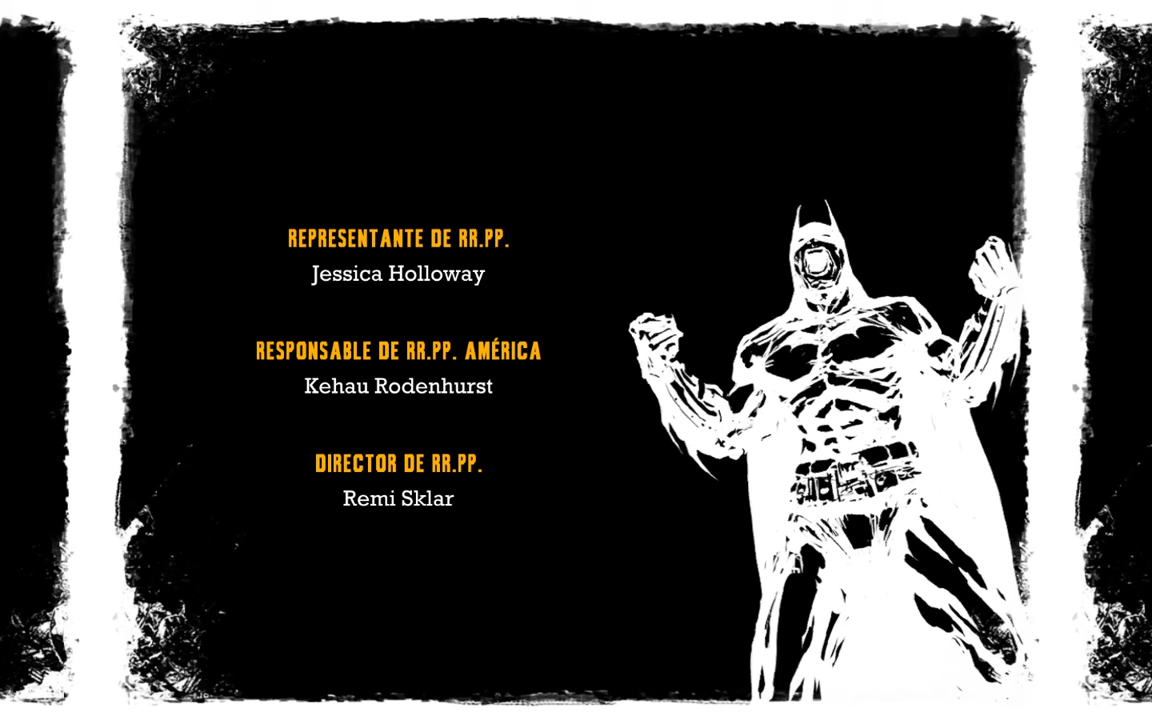 REPRESENTANTE DE RR.PP.
Jessica Holloway
RESPONSABLE DE RR.PP. AMÉRICA
Kehau Rodenhurst
DIRECTOR DE RR.PP.
Remi Sklar